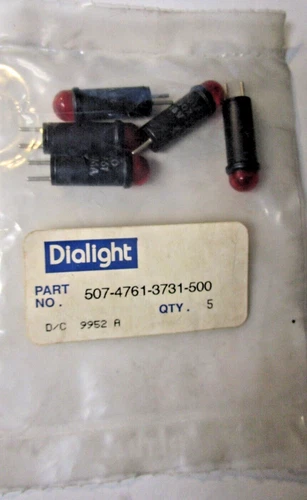 Dialight
PART NO. 507-4761-3731-500
QTY. 5
D/C 9952 A